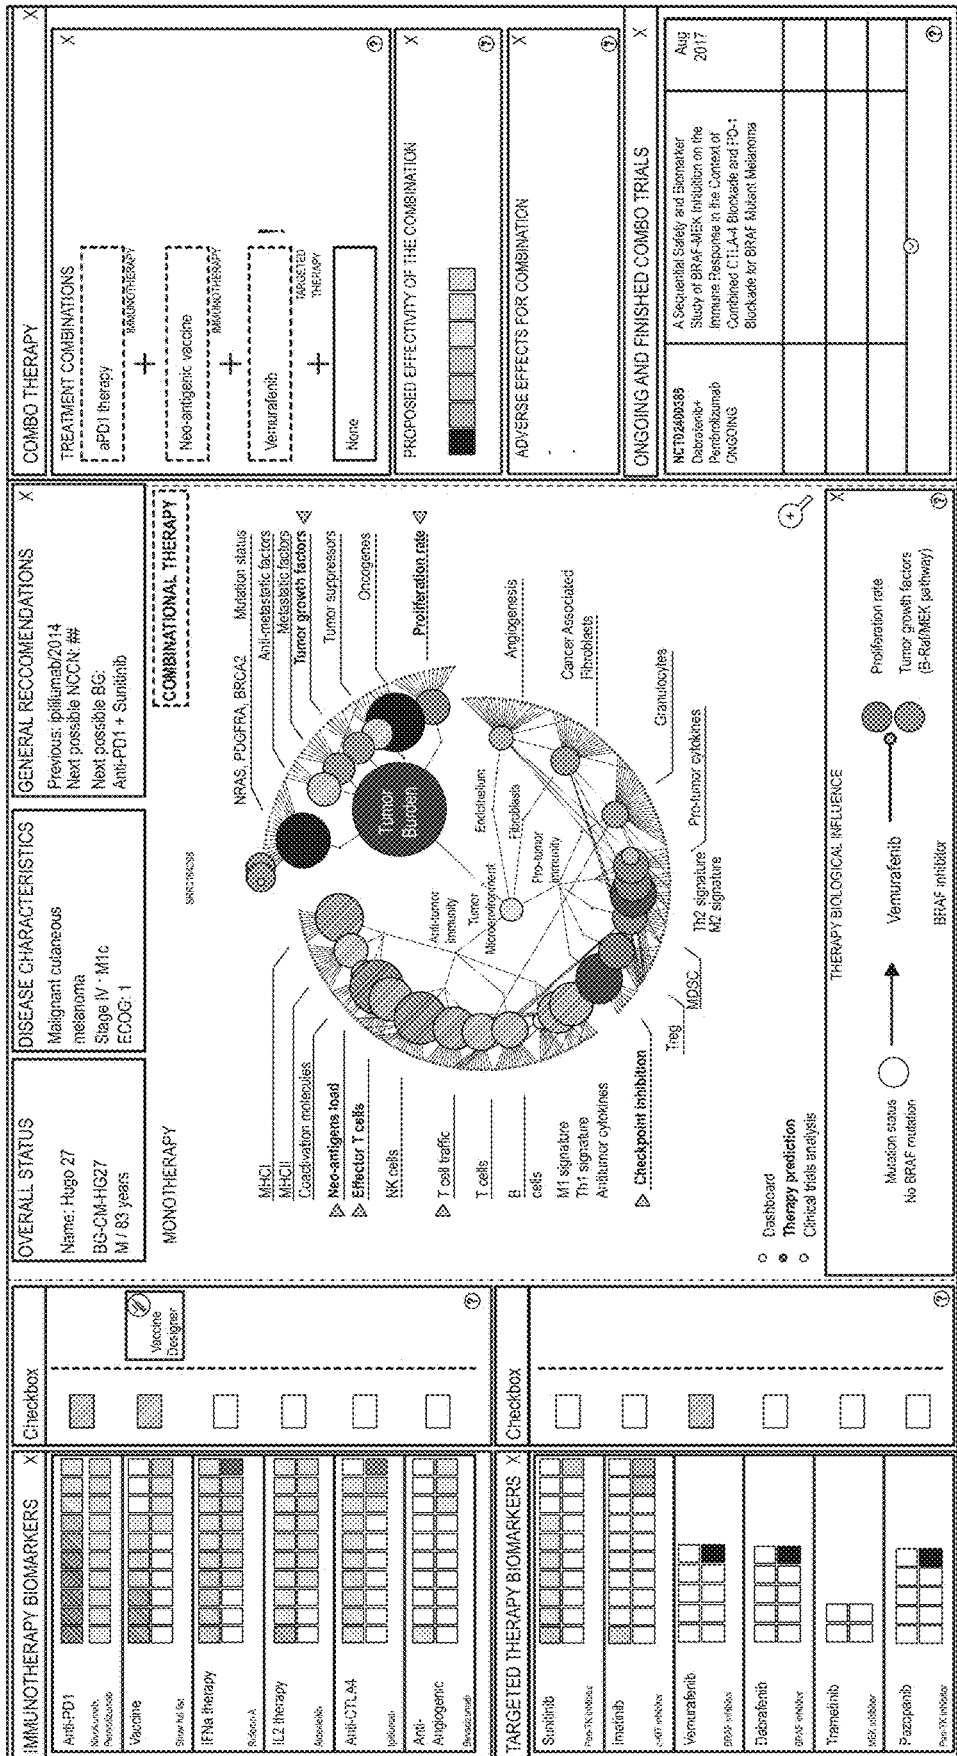 IMMUNOTHERAPY BIOMARKERS X
Anti-PD1
Nivolumab,
Pembrolizumab
Vaccine
Show full list
IFNa therapy
IL2 therapy
Anti-CTLA4
Ipilimumab
Anti-
Angiogenic
Bevacizumab
Checkbox
Vaccine
Designer
?
TARGETED THERAPY BIOMARKERS X
Sunitinib
Imatinib
cKIT inhibitor
Vemurafenib
BRAF inhibitor
Dabrafenib
BRAF inhibitor
Trametinib
MEK inhibitor
Pazopanib
Checkbox
?
OVERALL STATUS
Name: Hugo 27
BG-CM-HG27
M / 63 years
DISEASE CHARACTERISTICS
Malignant cutaneous
melanoma
Stage IV - M1c
ECOG: 1
GENERAL RECCOMENDATIONS X
Previous: ipililumab/2014
Next possible NCCN: ##
Next possible BG:
Anti-PD1 + Sunitinib
MONOTHERAPY
COMBINATIONAL THERAPY
NRAS, PDGFRA, BRCA2
Mutation status
Anti-metastatic factors
Metastatic factors
Tumor growth factors
Tumor suppressors
Oncogenes
Proliferation rate
Angiogenesis
Cancer Associated
Fibroblasts
Granulocytes
Pro-tumor cytokines
Th2 signature
M2 signature
MDSC
Treg
MHCI
MHCII
Coactivation molecules
Neo-antigens load
Effector T cells
NK cells
T cell traffic
T cells
B
cells
M1 signature
Th1 signature
Antitumor cytokines
Checkpoint inhibition
Tumor
Burden
Anti-tumor
immunity
Tumor
Microenvironment
Endothelium
Fibroblasts
Pro-tumor
immunity
Dashboard
Therapy prediction
Clinical trials analysis
THERAPY BIOLOGICAL INFLUENCE X
Mutation status
No BRAF mutation
Vemurafenib
BRAF inhibitor
Proliferation rate
Tumor growth factors
(B-Raf/MEK pathway)
?
COMBO THERAPY X
TREATMENT COMBINATIONS X
aPD1 therapy
IMMUNOTHERAPY
+
Neo-antigenic vaccine
IMMUNOTHERAPY
+
Vemurafenib
TARGETED
THERAPY
+
None
?
PROPOSED EFFECTIVITY OF THE COMBINATION X
?
ADVERSE EFFECTS FOR COMBINATION X
?
ONGOING AND FINISHED COMBO TRIALS X
NCT02600386
Dabrafenib+
Pembrolizumab
ONGOING
A Sequential Safety and Biomarker
Study of BRAF-MEK Inhibition on the
Immune Response in the Context of
Combined CTLA-4 Blockade and PD-1
Blockade for BRAF Mutant Melanoma
Aug
2017
?